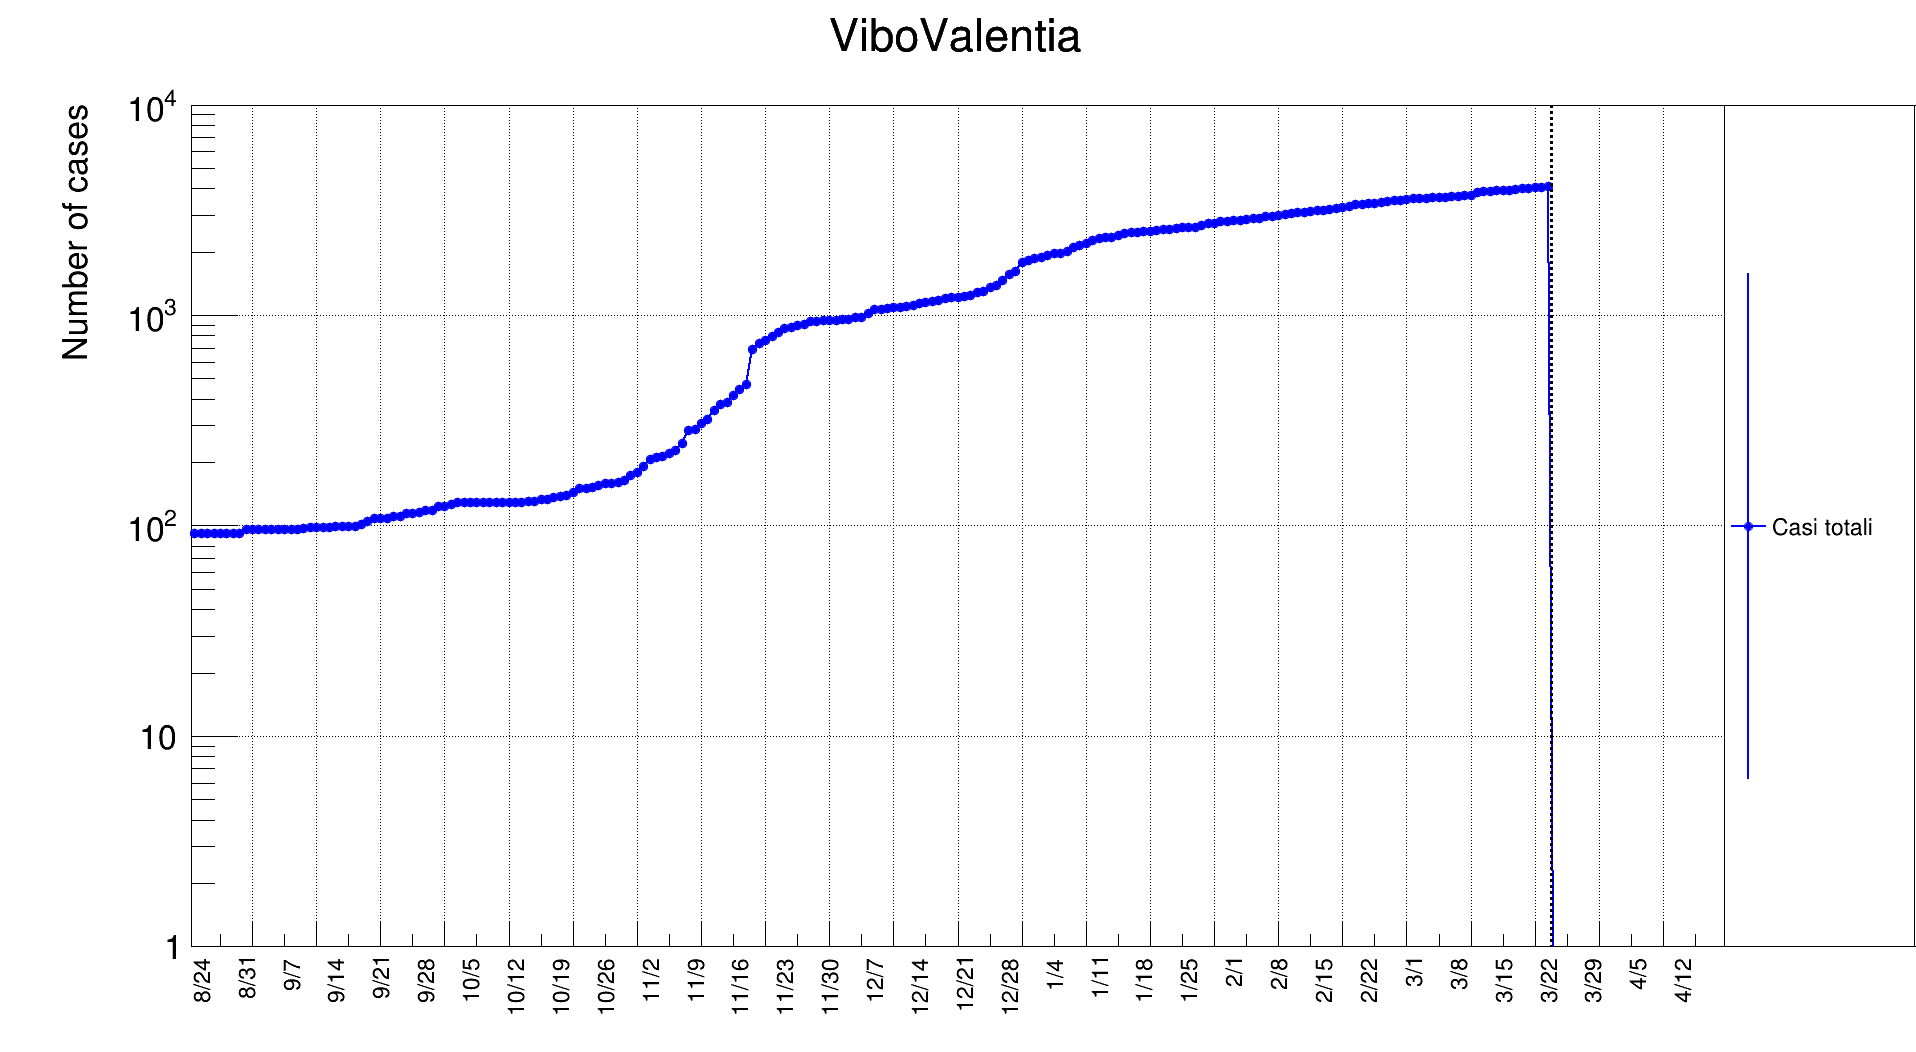 ViboValentia
Number of cases
10^4
10^3
10^2
10
1
8/24 8/31 9/7 9/14 9/21 9/28 10/5 10/12 10/19 10/26 11/2 11/9 11/16 11/23 11/30 12/7 12/14 12/21 12/28 1/4 1/11 1/18 1/25 2/1 2/8 2/15 2/22 3/1 3/8 3/15 3/22 3/29 4/5 4/12
Casi totali